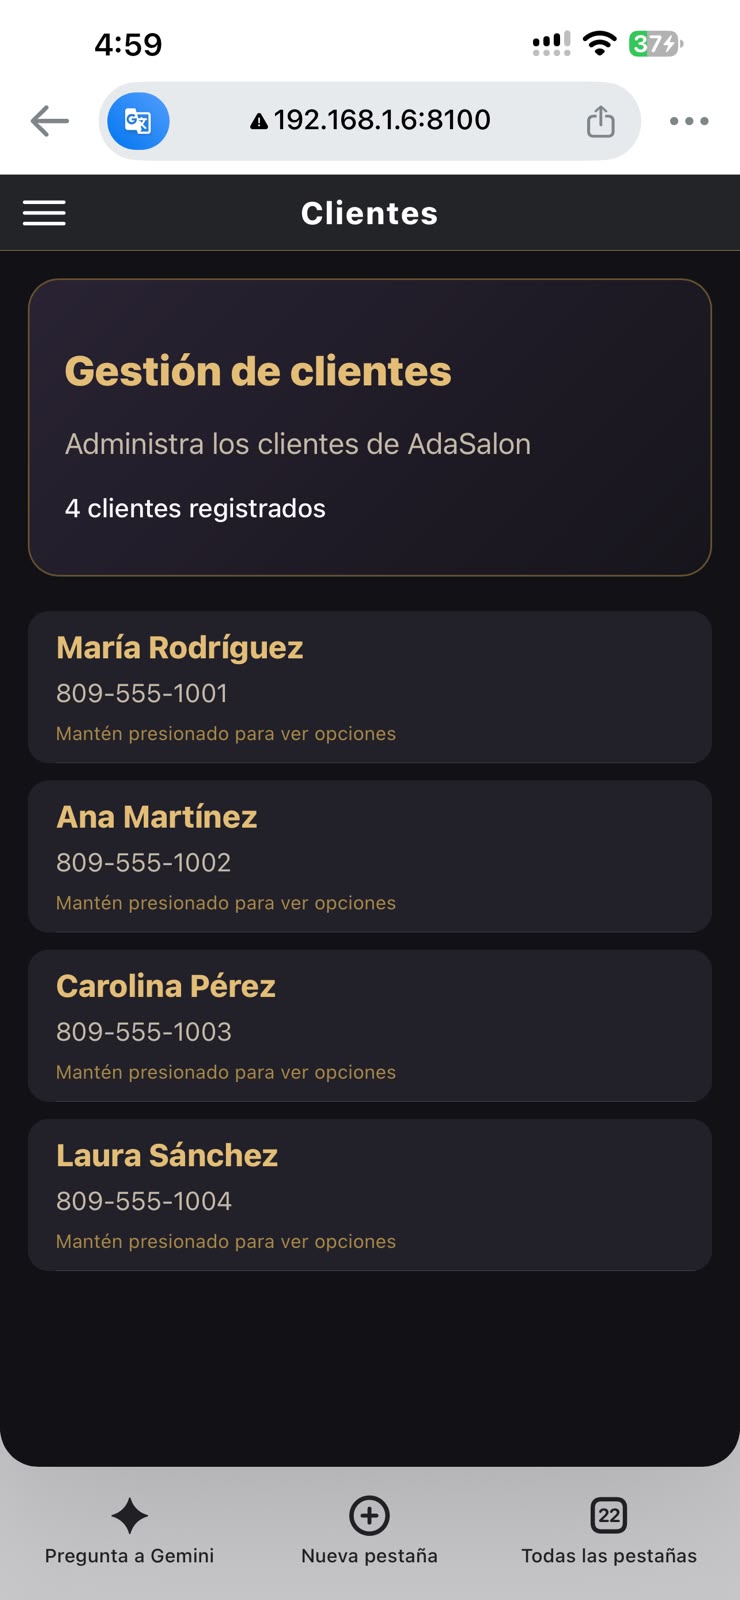 4:59
37
192.168.1.6:8100
Clientes
Gestión de clientes
Administra los clientes de AdaSalon
4 clientes registrados
María Rodríguez
809-555-1001
Mantén presionado para ver opciones
Ana Martínez
809-555-1002
Mantén presionado para ver opciones
Carolina Pérez
809-555-1003
Mantén presionado para ver opciones
Laura Sánchez
809-555-1004
Mantén presionado para ver opciones
22
Pregunta a Gemini
Nueva pestaña
Todas las pestañas